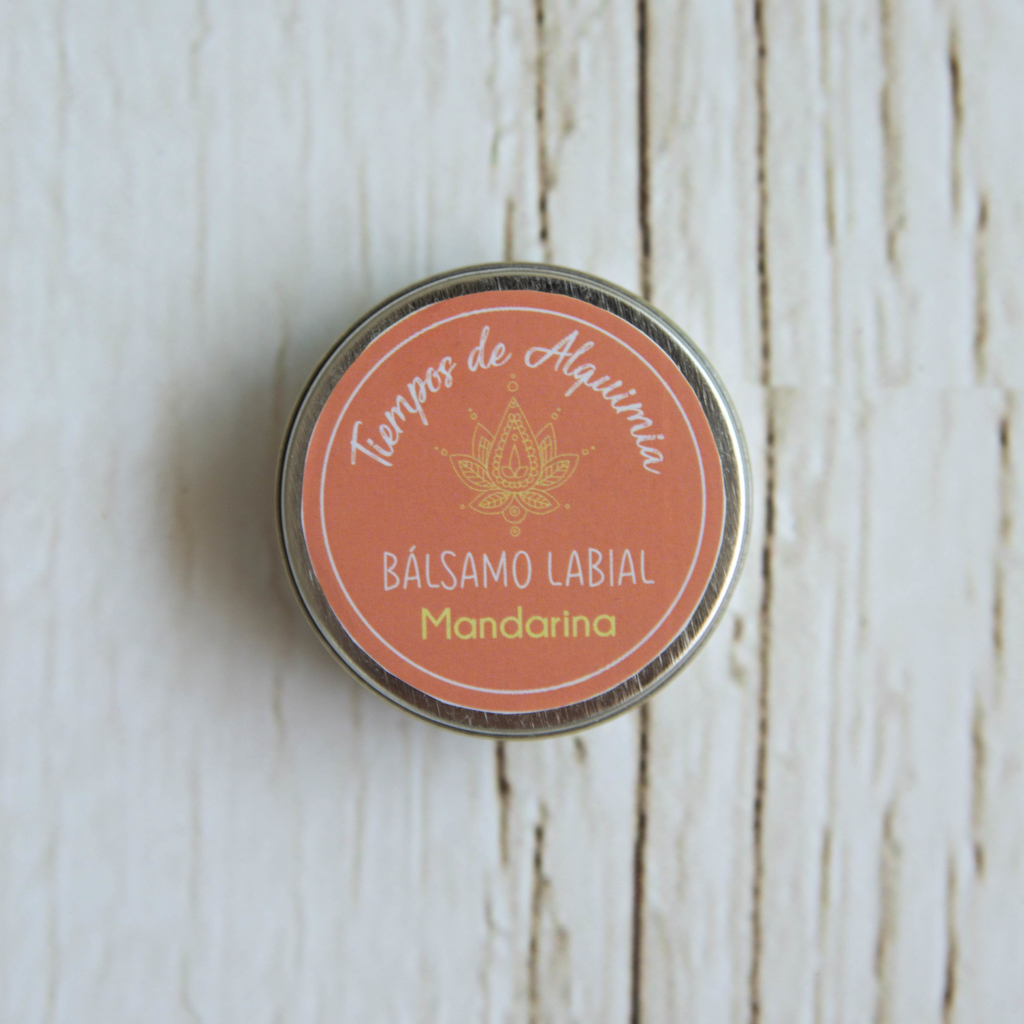 Tiempos de Alquimia
BÁLSAMO LABIAL
Mandarina